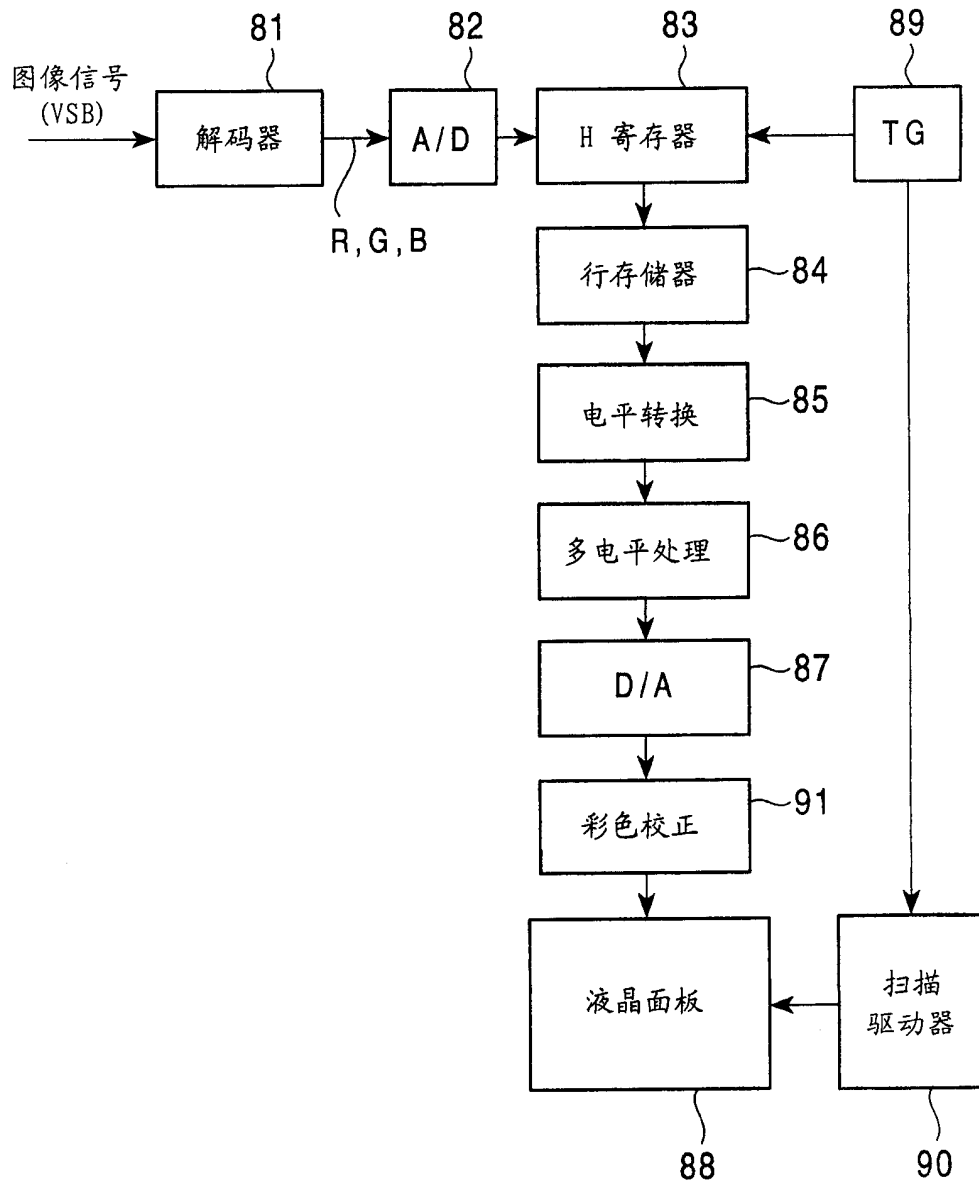 81
82
83
89
图像信号
(VSB)
解码器
A/D
H 寄存器
TG
R,G,B
行存储器
84
电平转换
85
多电平处理
86
D/A
87
彩色校正
91
液晶面板
扫描
驱动器
88
90